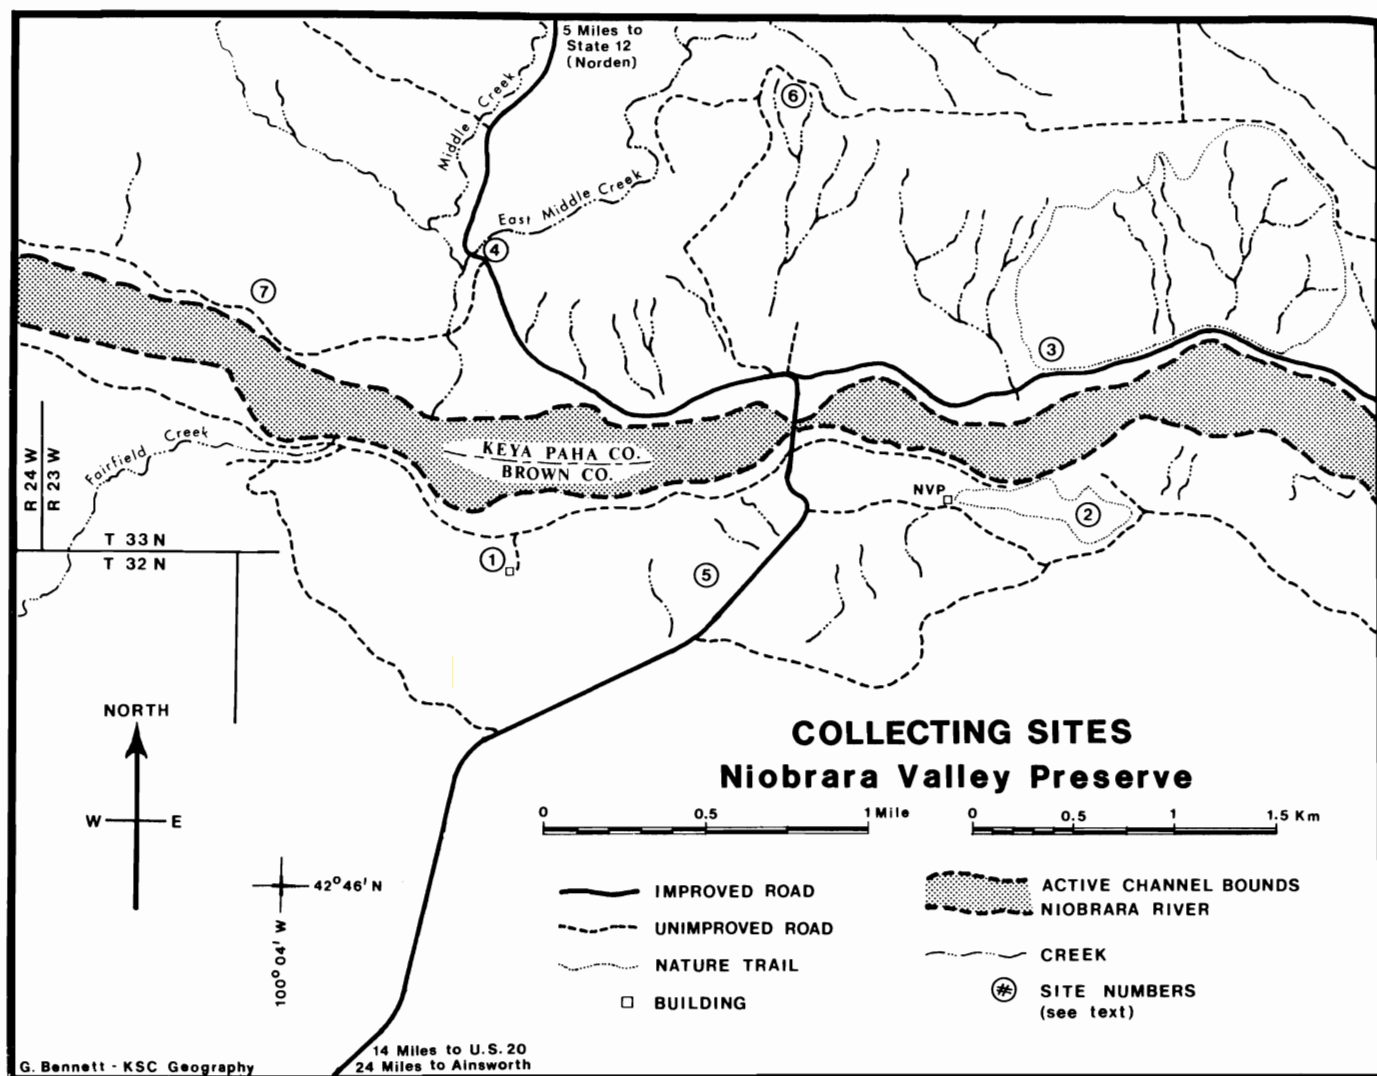 5 Miles to
State 12
(Norden)
Middle Creek
6
East Middle Creek
4
7
3
Fairfield Creek
KEYA PAHA CO.
BROWN CO.
R 24 W
R 23 W
NVP
2
T 33 N
T 32 N
1
5
NORTH
W E
COLLECTING SITES
Niobrara Valley Preserve
0 0.5 1 Mile
0 0.5 1 1.5 Km
42° 46' N
100° 04' W
IMPROVED ROAD
UNIMPROVED ROAD
NATURE TRAIL
BUILDING
ACTIVE CHANNEL BOUNDS
NIOBRARA RIVER
CREEK
# SITE NUMBERS
(see text)
14 Miles to U.S. 20
24 Miles to Ainsworth
G. Bennett - KSC Geography